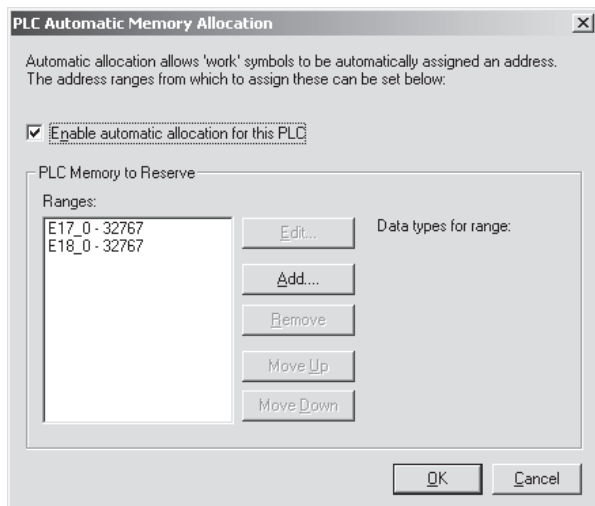 PLC Automatic Memory Allocation
Automatic allocation allows 'work' symbols to be automatically assigned an address.
The address ranges from which to assign these can be set below:
Enable automatic allocation for this PLC
PLC Memory to Reserve
Ranges:
E17_0 - 32767
E18_0 - 32767
Edit...
Add....
Remove
Move Up
Move Down
Data types for range:
OK
Cancel